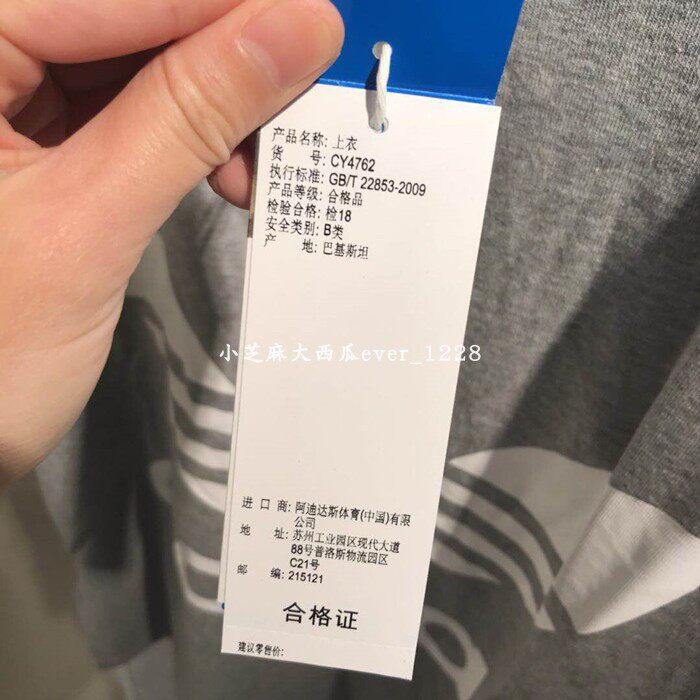 产品名称: 上衣
货 号: CY4762
执行标准: GB/T 22853-2009
产品等级: 合格品
检验合格: 检18
安全类别: B类
产 地: 巴基斯坦
小芝麻大西瓜ever_1228
进 口 商: 阿迪达斯体育(中国)有限
公司
地 址: 苏州工业园区现代大道
88号普洛斯物流园区
C21号
邮 编: 215121
合格证
建议零售价: